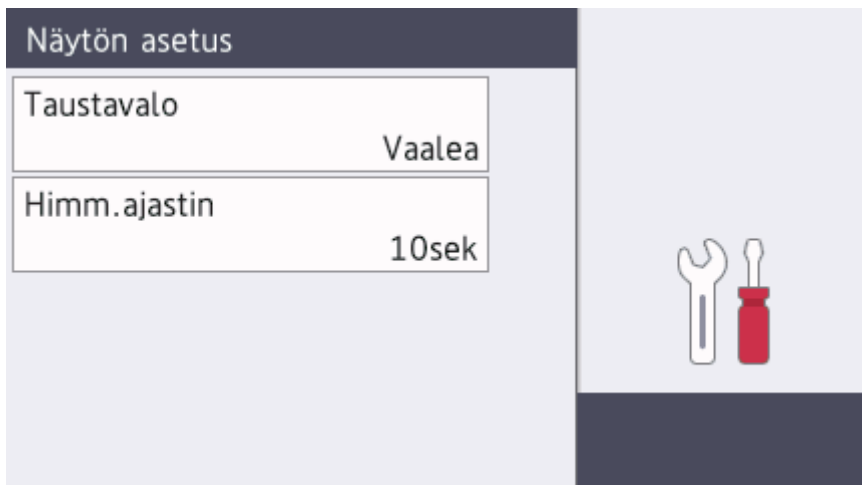 Näytön asetus
Taustavalo
Vaalea
Himm.ajastin
10sek